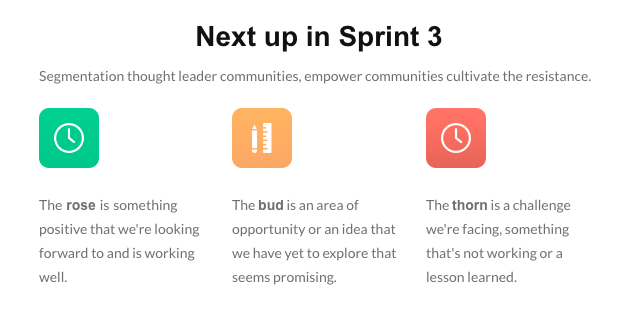 Next up in Sprint 3
Segmentation thought leader communities, empower communities cultivate the resistance.
The rose is something
positive that we're looking
forward to and is working
well.
The bud is an area of
opportunity or an idea that
we have yet to explore that
seems promising.
The thorn is a challenge
we're facing, something
that's not working or a
lesson learned.